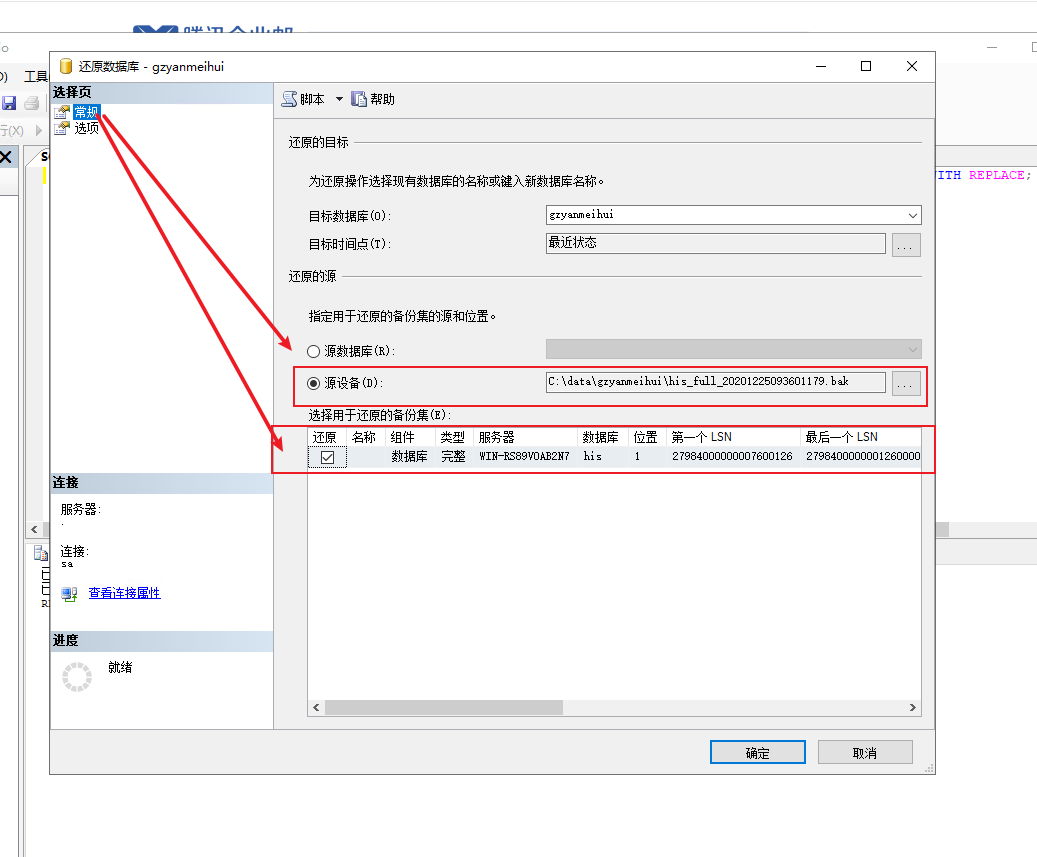 还原数据库 - gzyanmeihui
工具
选择页
常规
选项
脚本 帮助
还原的目标
为还原操作选择现有数据库的名称或键入新数据库名称。
WITH REPLACE;
目标数据库(O): gzyanmeihui
目标时间点(T): 最近状态 ...
还原的源
指定用于还原的备份集的源和位置。
源数据库(R):
源设备(D): C:\data\gzyanmeihui\his_full_20201225093601179.bak ...
选择用于还原的备份集(E):
还原 名称 组件 类型 服务器 数据库 位置 第一个 LSN 最后一个 LSN
数据库 完整 WIN-RS89VOAB2N7 his 1 27984000000007600126 2798400000001260000
连接
服务器:
.
连接:
sa
查看连接属性
进度
就绪
确定 取消